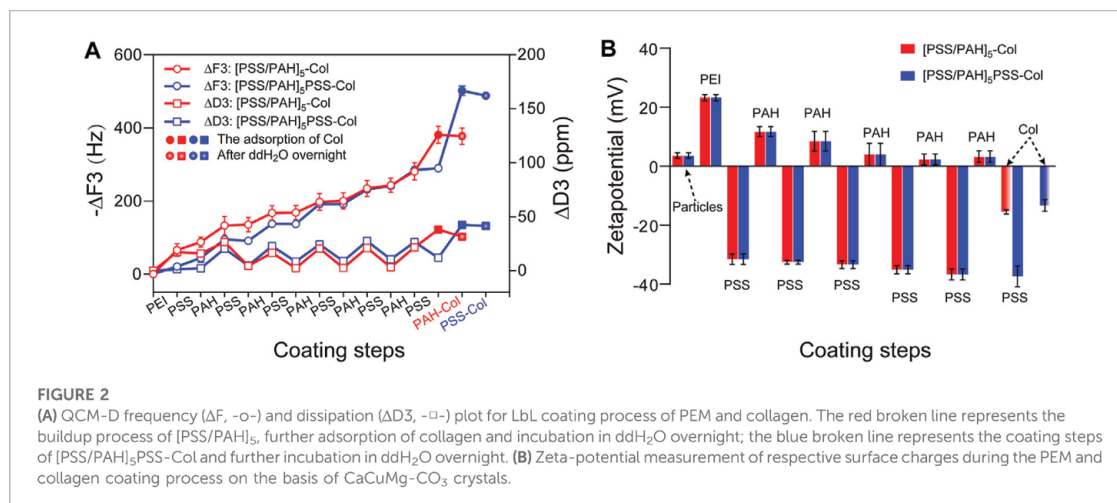 A
600
400
200
0
-ΔF3 (Hz)
200
150
100
50
0
ΔD3 (ppm)
ΔF3: [PSS/PAH]₅-Col
ΔF3: [PSS/PAH]₅PSS-Col
ΔD3: [PSS/PAH]₅-Col
ΔD3: [PSS/PAH]₅PSS-Col
The adsorption of Col
After ddH₂O overnight
PEI
PSS
PAH
PSS
PAH
PSS
PAH
PSS
PAH
PSS
PAH
PSS
PAH-Col
PSS-Col
Coating steps
B
40
20
0
-20
-40
Zetapotential (mV)
[PSS/PAH]₅-Col
[PSS/PAH]₅PSS-Col
PEI
PAH
PAH
PAH
PAH
PAH
Col
Particles
PSS
PSS
PSS
PSS
PSS
PSS
Coating steps
FIGURE 2
(A) QCM-D frequency (ΔF, -o-) and dissipation (ΔD3, -□-) plot for LbL coating process of PEM and collagen. The red broken line represents the
buildup process of [PSS/PAH]₅, further adsorption of collagen and incubation in ddH₂O overnight; the blue broken line represents the coating steps
of [PSS/PAH]₅PSS-Col and further incubation in ddH₂O overnight. (B) Zeta-potential measurement of respective surface charges during the PEM and
collagen coating process on the basis of CaCuMg-CO₃ crystals.